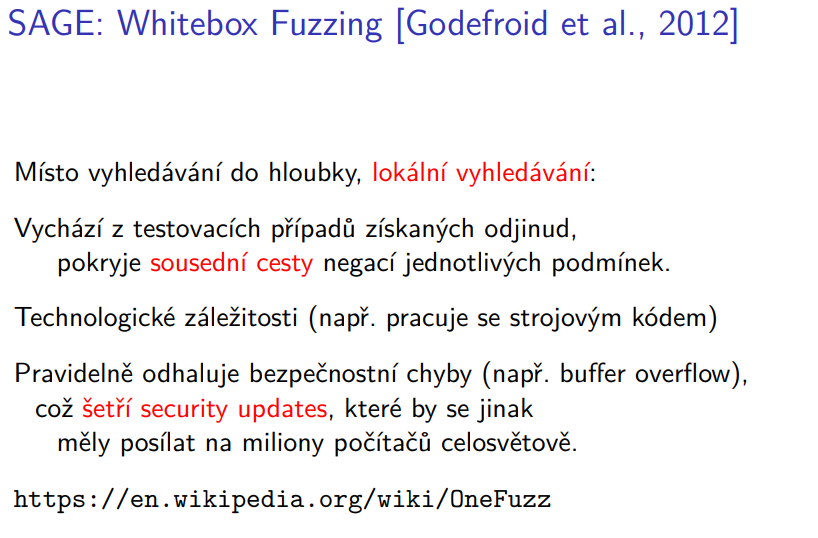 SAGE: Whitebox Fuzzing [Godefroid et al., 2012]
Místo vyhledávání do hloubky, lokální vyhledávání:
Vychází z testovacích případů získaných odjinud,
pokryje sousední cesty negací jednotlivých podmínek.
Technologické záležitosti (např. pracuje se strojovým kódem)
Pravidelně odhaluje bezpečnostní chyby (např. buffer overflow),
což šetří security updates, které by se jinak
měly posílat na miliony počítačů celosvětově.
https://en.wikipedia.org/wiki/OneFuzz